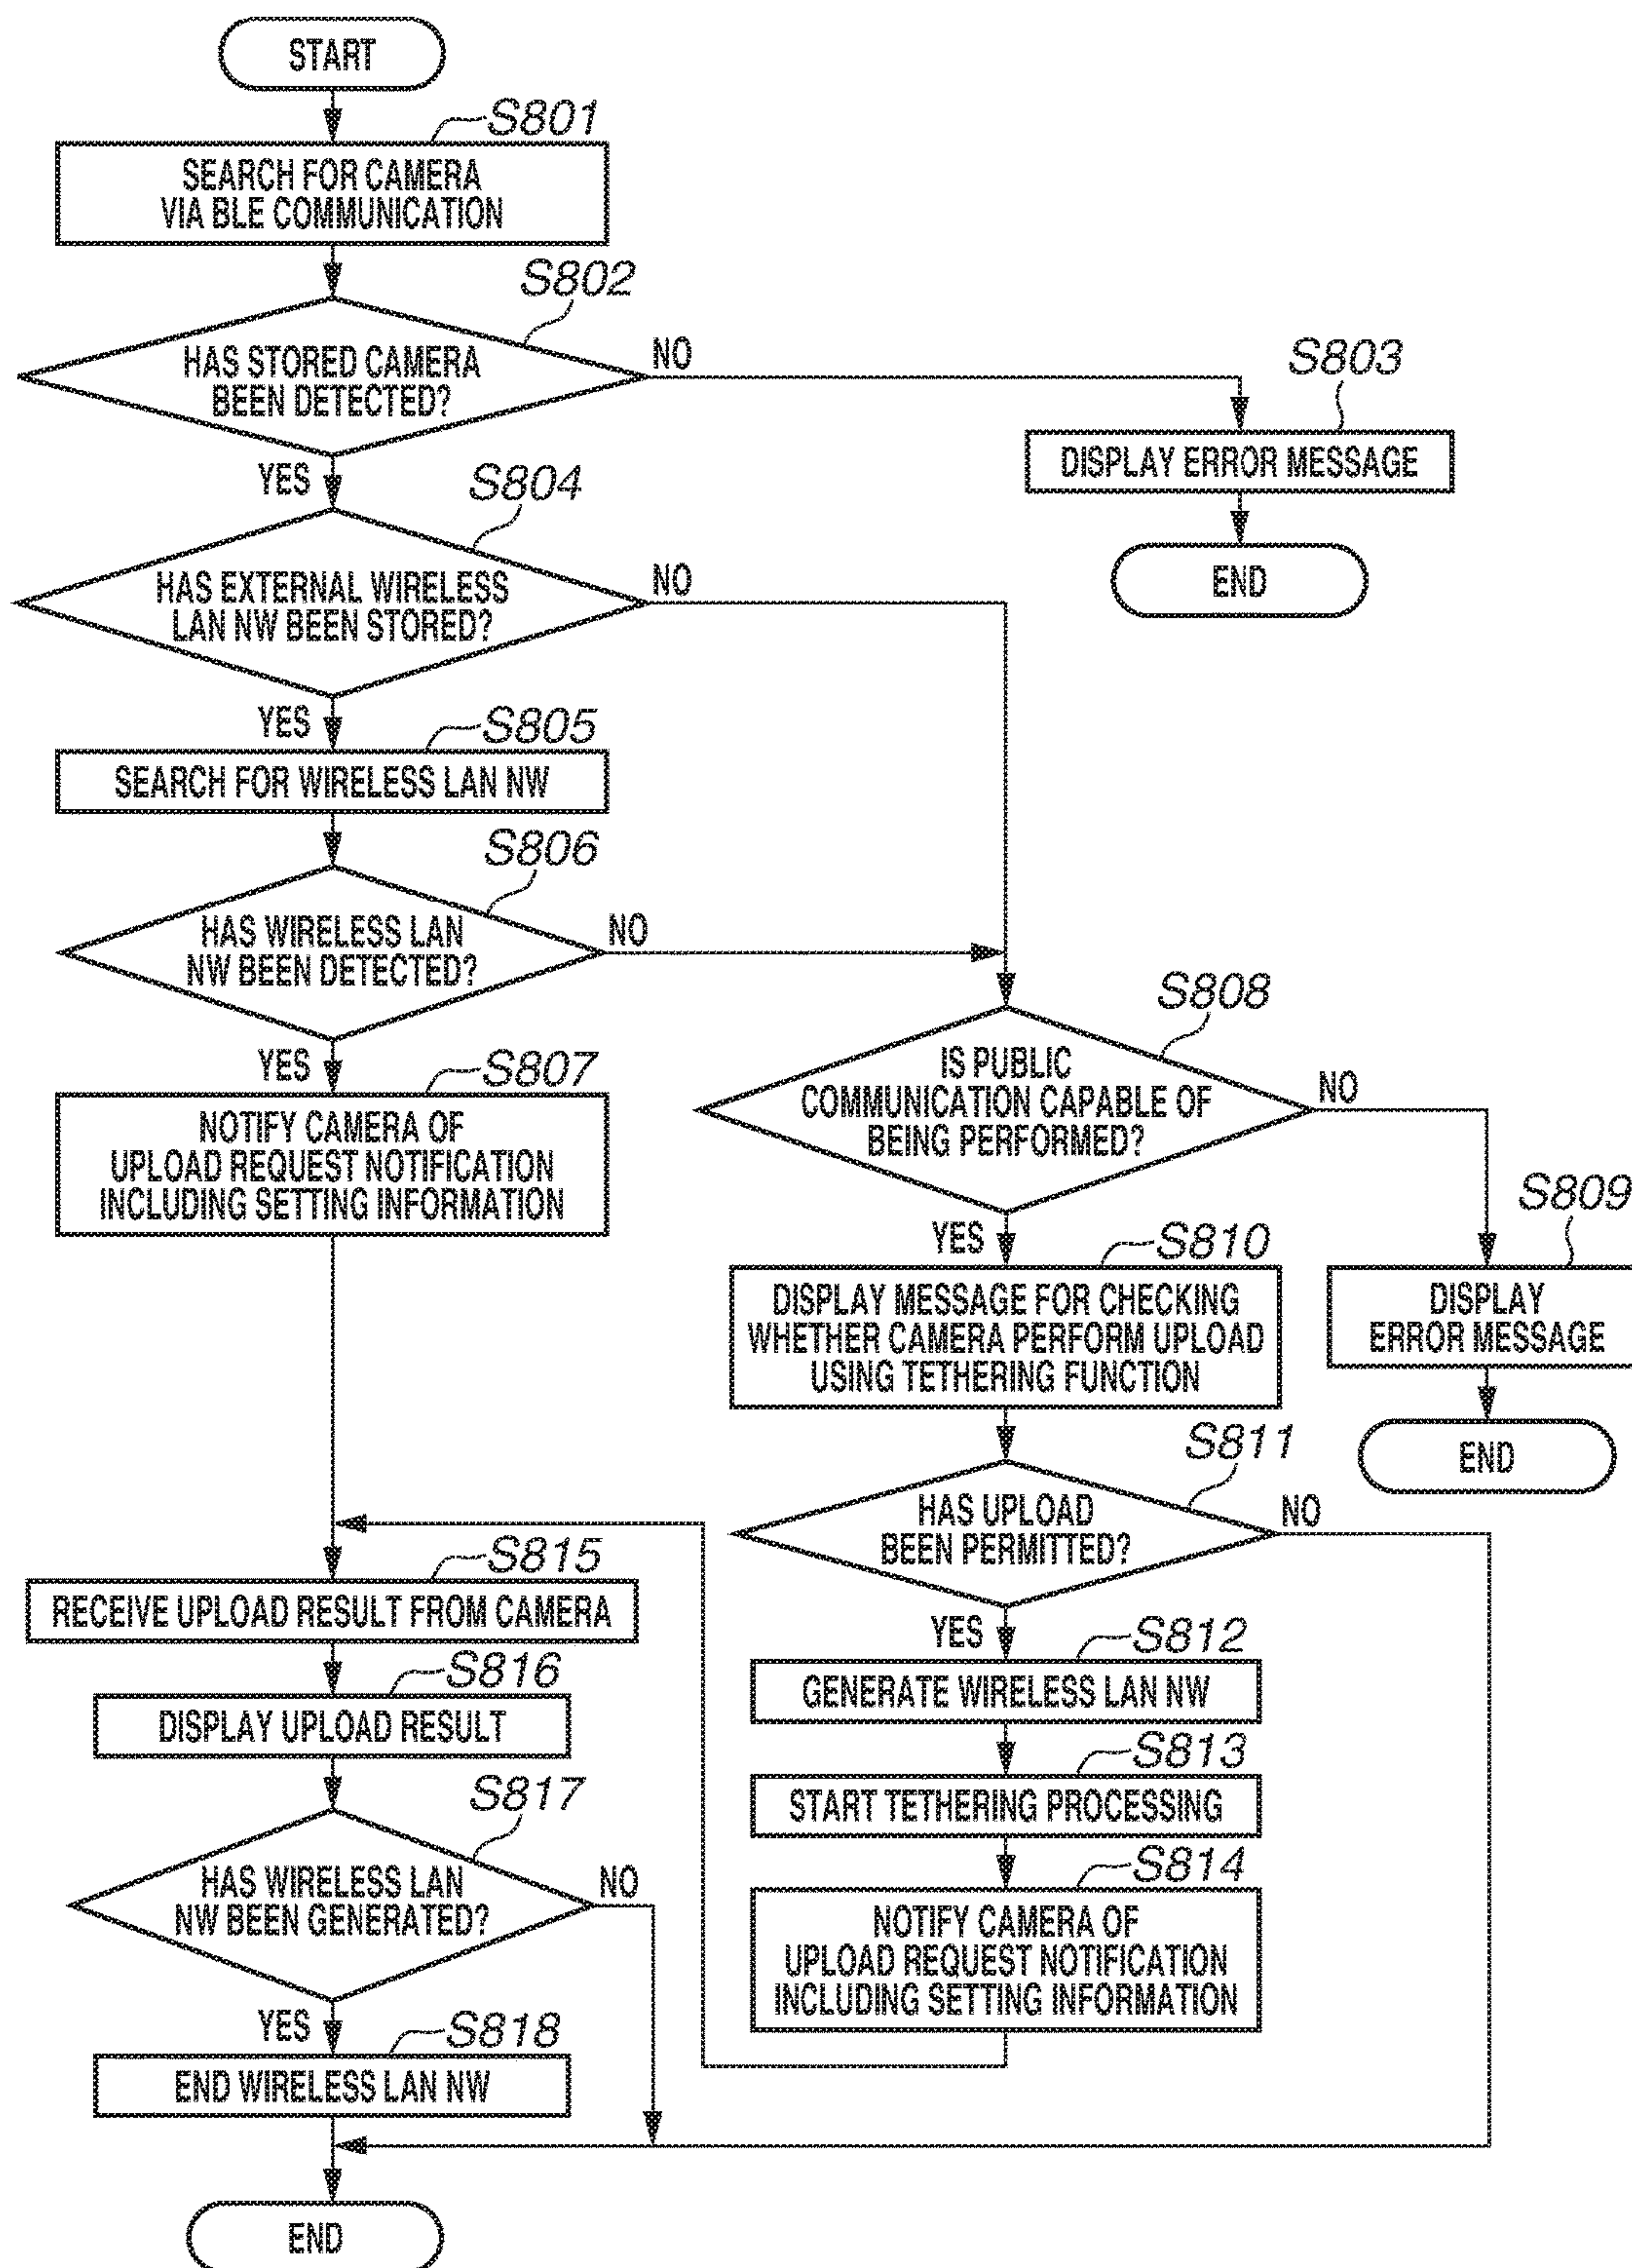 START
S801
SEARCH FOR CAMERA
VIA BLE COMMUNICATION
S802
HAS STORED CAMERA
BEEN DETECTED?
NO
YES
S803
DISPLAY ERROR MESSAGE
END
S804
HAS EXTERNAL WIRELESS
LAN NW BEEN STORED?
NO
YES
S805
SEARCH FOR WIRELESS LAN NW
S806
HAS WIRELESS LAN
NW BEEN DETECTED?
NO
YES
S807
NOTIFY CAMERA OF
UPLOAD REQUEST NOTIFICATION
INCLUDING SETTING INFORMATION
S808
IS PUBLIC
COMMUNICATION CAPABLE OF
BEING PERFORMED?
NO
YES
S809
DISPLAY
ERROR MESSAGE
END
S810
DISPLAY MESSAGE FOR CHECKING
WHETHER CAMERA PERFORM UPLOAD
USING TETHERING FUNCTION
S811
HAS UPLOAD
BEEN PERMITTED?
NO
YES
S812
GENERATE WIRELESS LAN NW
S813
START TETHERING PROCESSING
S814
NOTIFY CAMERA OF
UPLOAD REQUEST NOTIFICATION
INCLUDING SETTING INFORMATION
S815
RECEIVE UPLOAD RESULT FROM CAMERA
S816
DISPLAY UPLOAD RESULT
S817
HAS WIRELESS LAN
NW BEEN GENERATED?
NO
YES
S818
END WIRELESS LAN NW
END